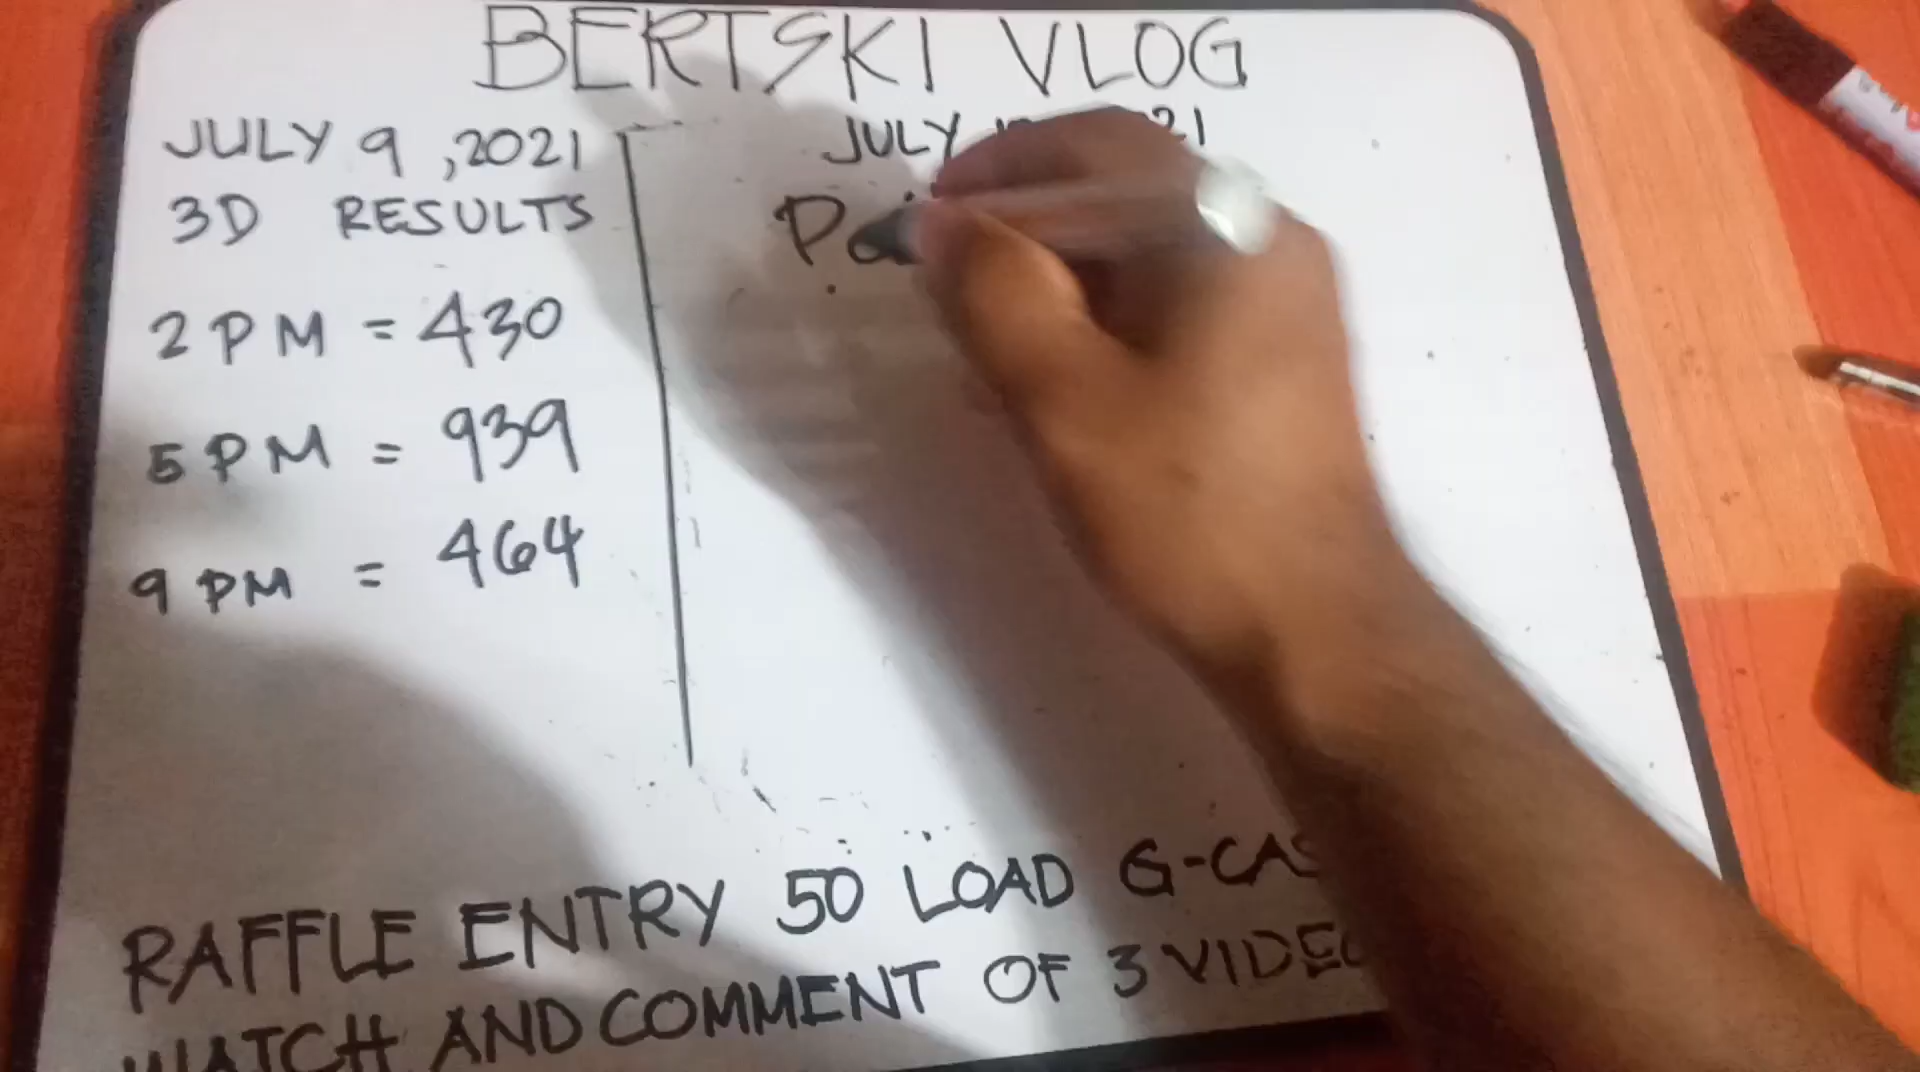 BERTSKI VLOG
JULY 9, 2021
3D RESULTS
2 PM = 430
5 PM = 939
9 PM = 464
JULY
RAFFLE ENTRY 50 LOAD
WATCH AND COMMENT OF 3